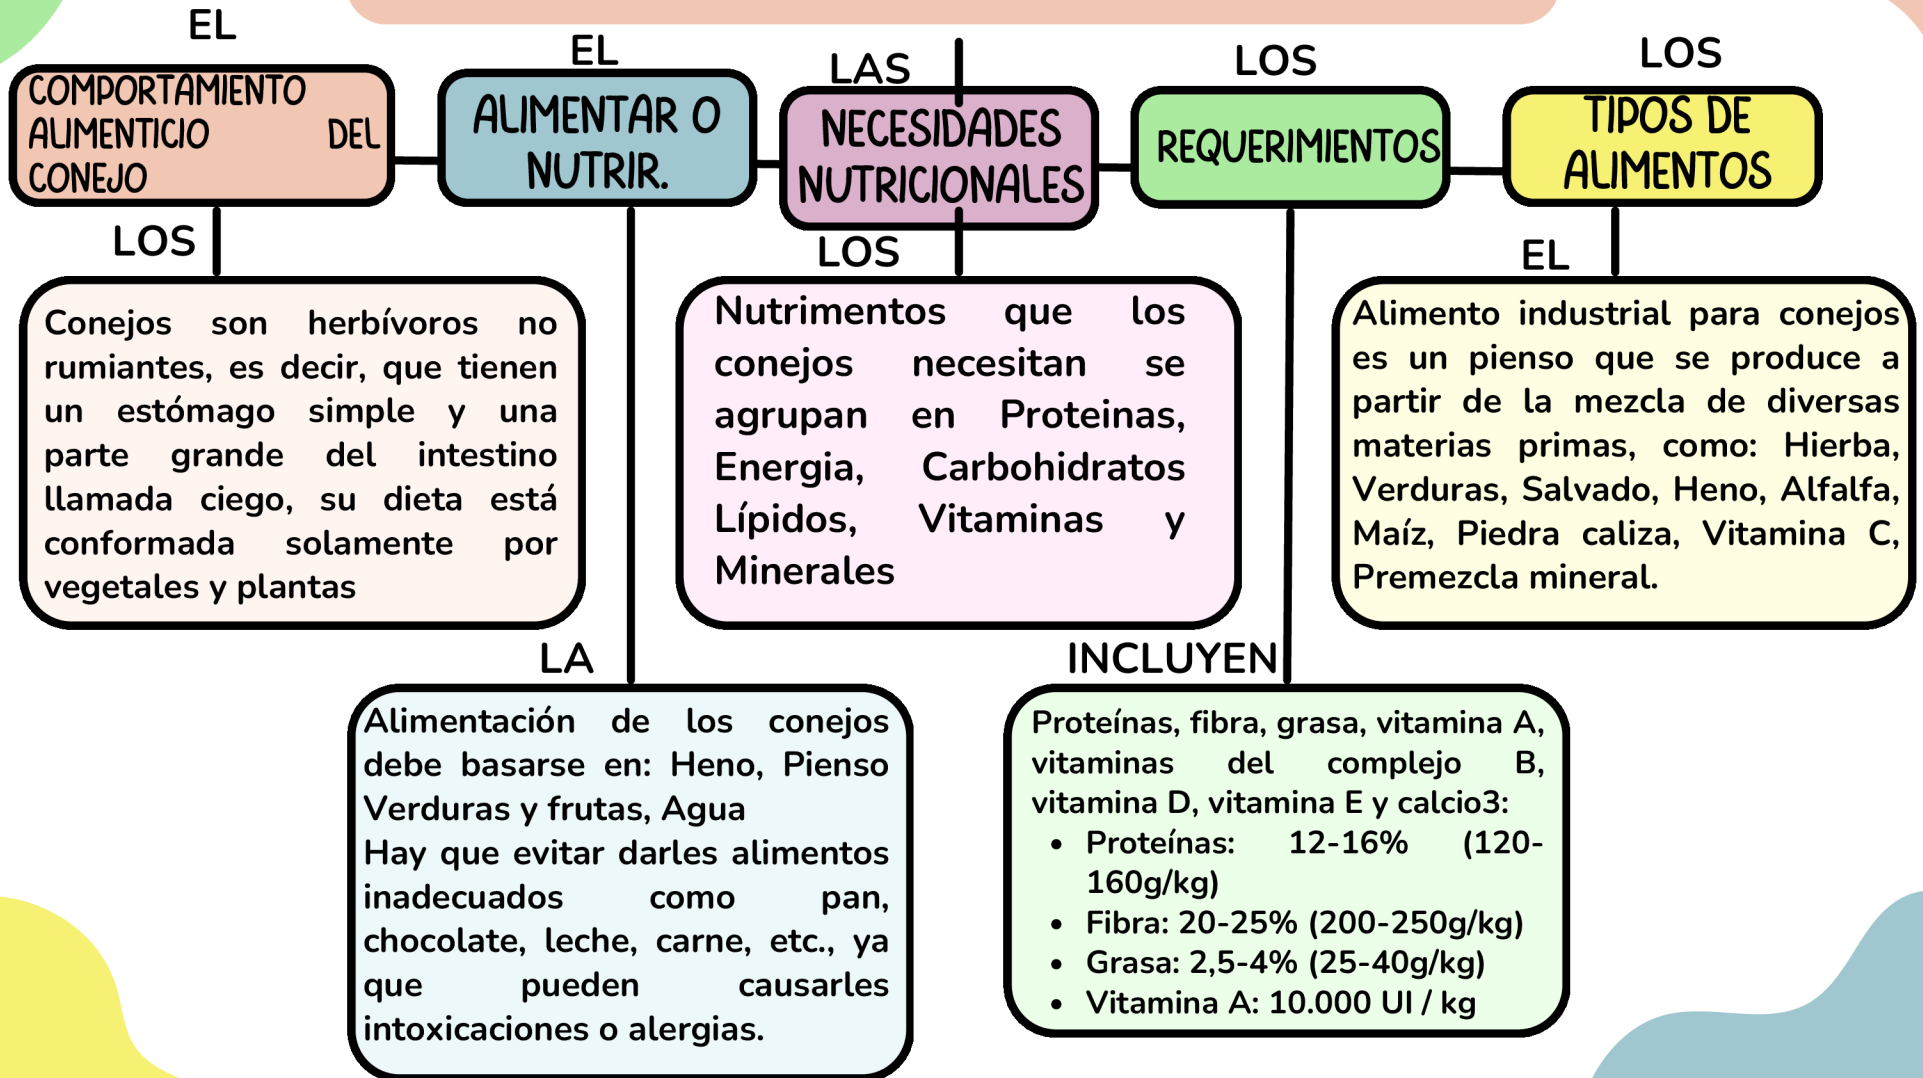 EL
COMPORTAMIENTO
ALIMENTICIO DEL
CONEJO
LOS
Conejos son herbívoros no
rumiantes, es decir, que tienen
un estómago simple y una
parte grande del intestino
llamada ciego, su dieta está
conformada solamente por
vegetales y plantas
EL
ALIMENTAR O
NUTRIR.
LA
Alimentación de los conejos
debe basarse en: Heno, Pienso
Verduras y frutas, Agua
Hay que evitar darles alimentos
inadecuados como pan,
chocolate, leche, carne, etc., ya
que pueden causarles
intoxicaciones o alergias.
LAS
NECESIDADES
NUTRICIONALES
LOS
Nutrimentos que los
conejos necesitan se
agrupan en Proteinas,
Energia, Carbohidratos
Lípidos, Vitaminas y
Minerales
LOS
REQUERIMIENTOS
INCLUYEN
Proteínas, fibra, grasa, vitamina A,
vitaminas del complejo B,
vitamina D, vitamina E y calcio3:
• Proteínas: 12-16% (120-
160g/kg)
• Fibra: 20-25% (200-250g/kg)
• Grasa: 2,5-4% (25-40g/kg)
• Vitamina A: 10.000 UI / kg
LOS
TIPOS DE
ALIMENTOS
EL
Alimento industrial para conejos
es un pienso que se produce a
partir de la mezcla de diversas
materias primas, como: Hierba,
Verduras, Salvado, Heno, Alfalfa,
Maíz, Piedra caliza, Vitamina C,
Premezcla mineral.